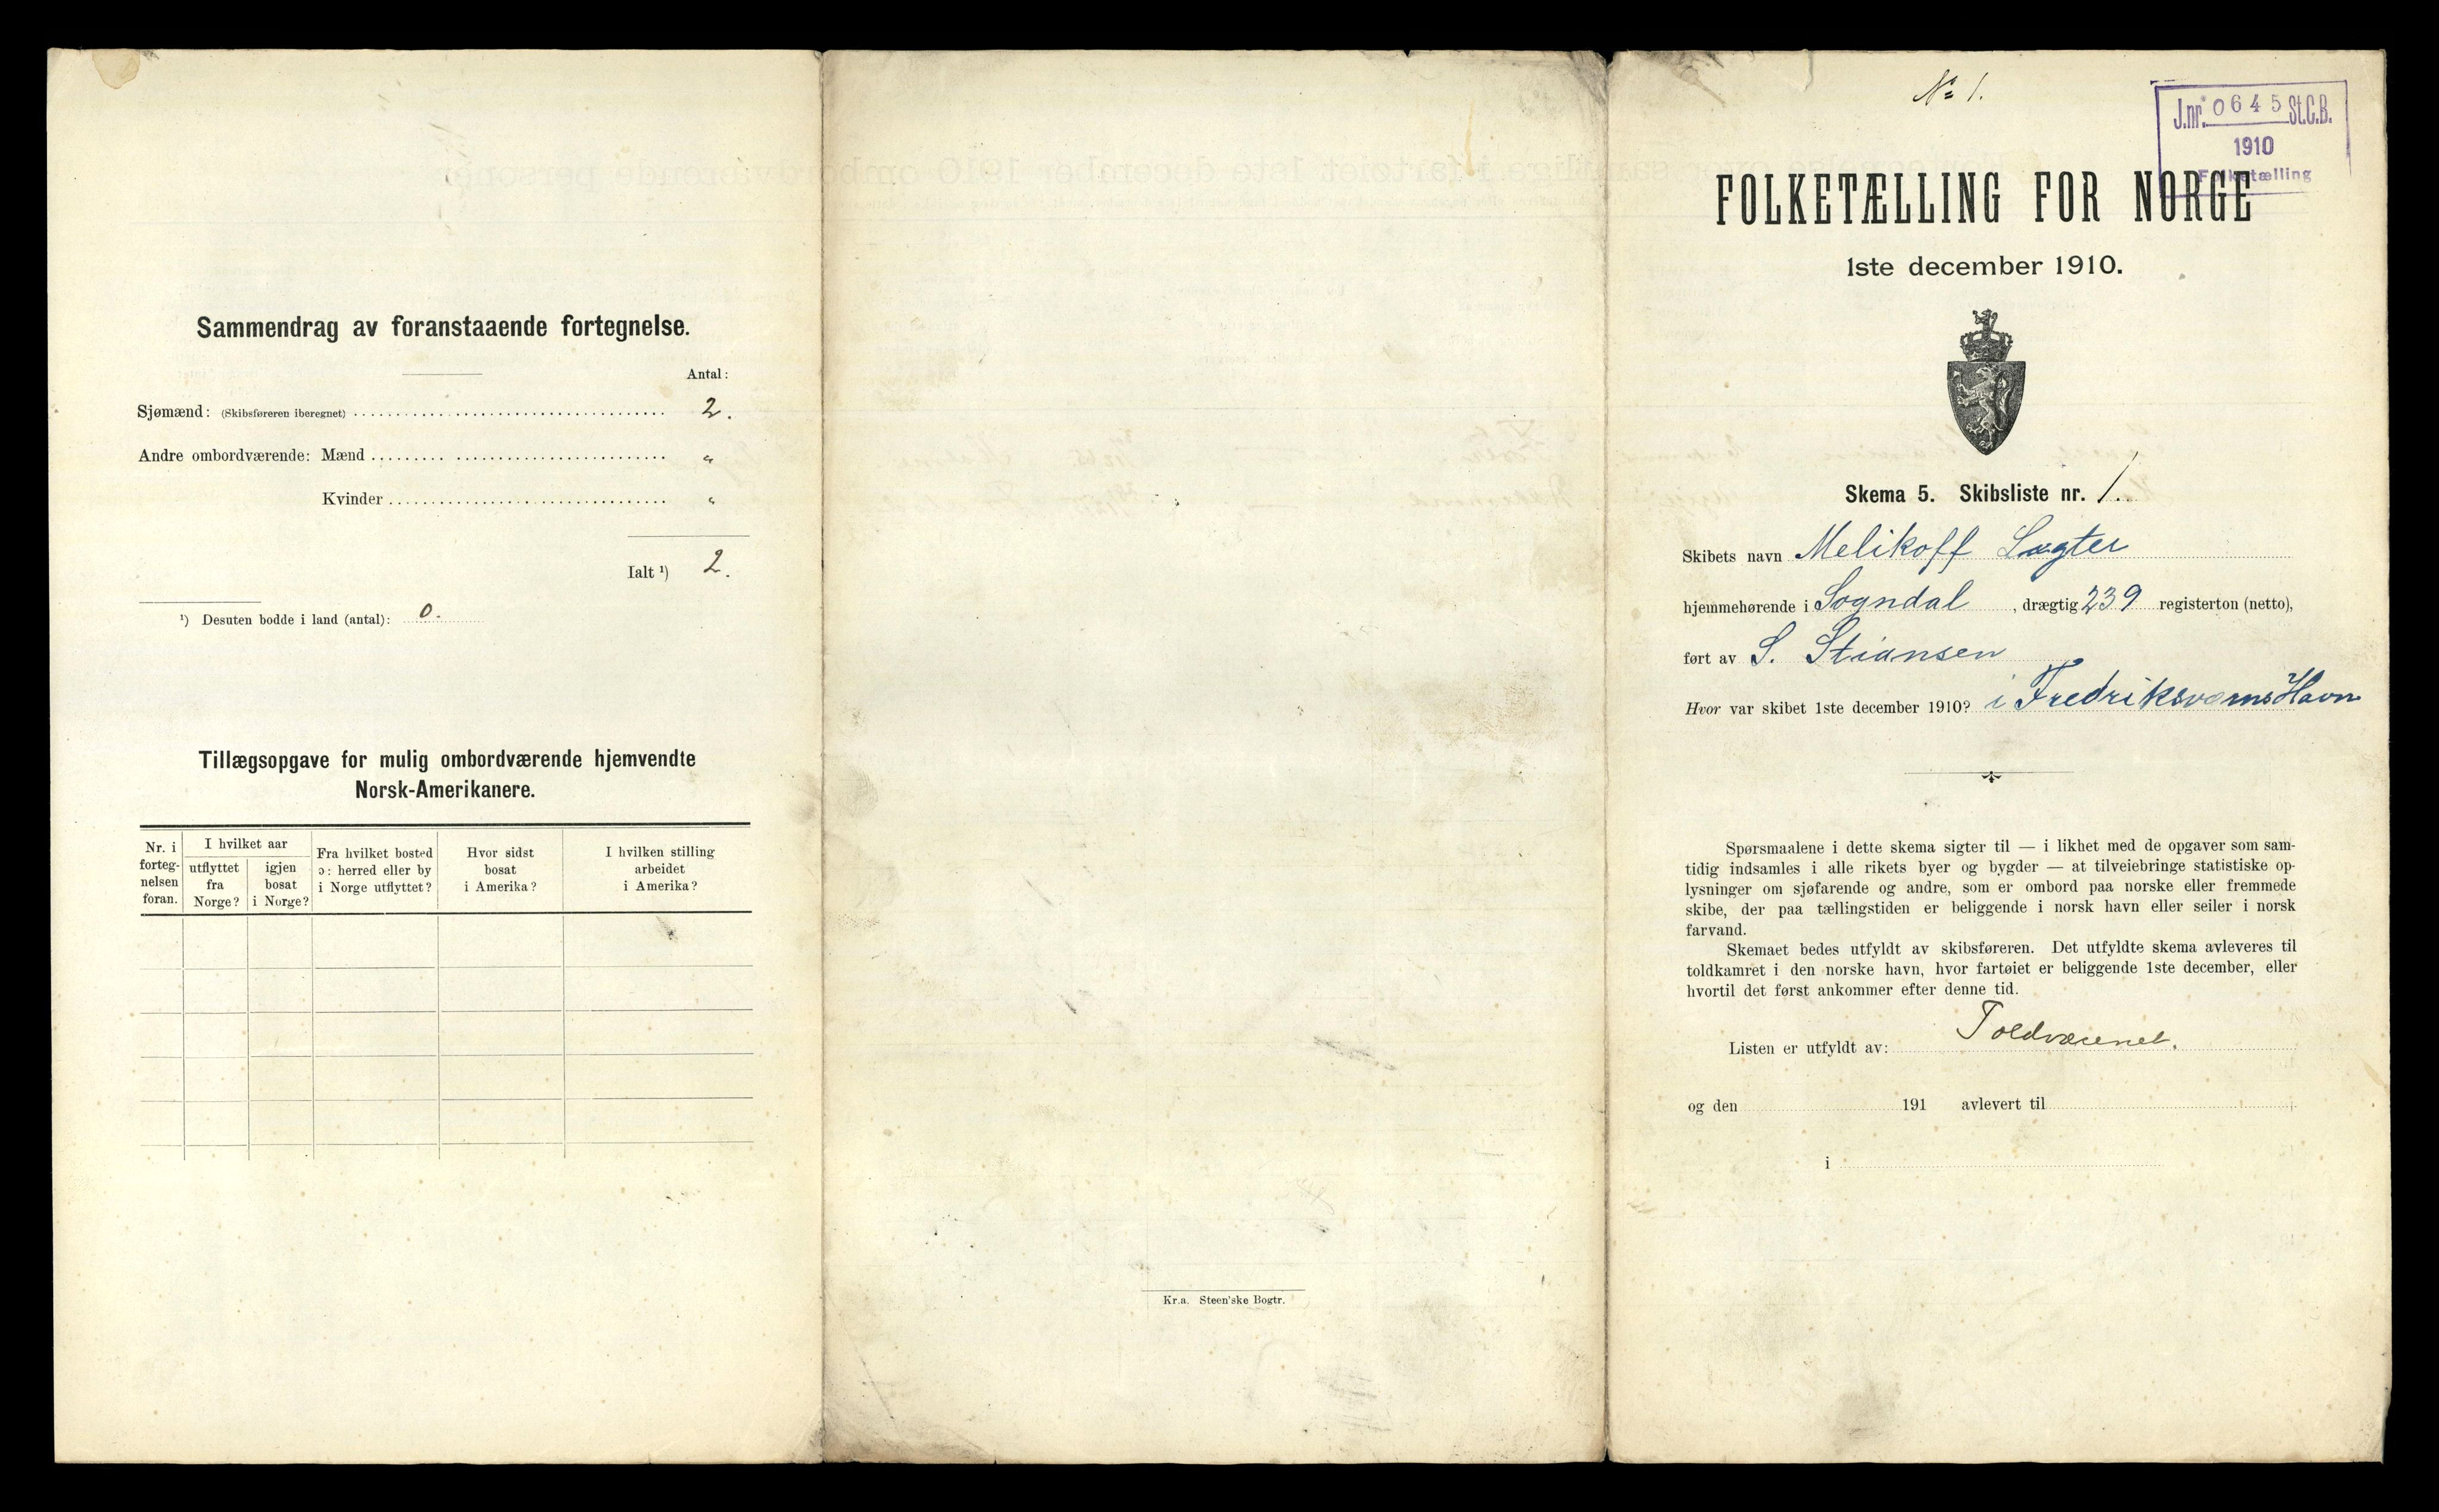 Sammendrag av foranstaaende fortegnelse.
Antal:
Sjømænd: (Skibsføreren iberegnet) 2.
Andre ombordværende: Mænd „
Kvinder „
Ialt ¹) 2.
¹) Desuten bodde i land (antal): 0.
Tillægsopgave for mulig ombordværende hjemvendte
Norsk-Amerikanere.
Nr. i
forteg-
nelsen
foran.
I hvilket aar
utflyttet
fra
Norge?
igjen
bosat
i Norge?
Fra hvilket bosted
ɔ: herred eller by
i Norge utflyttet?
Hvor sidst
bosat
i Amerika?
I hvilken stilling
arbeidet
i Amerika?
Kr.a. Steen'ske Bogtr.
No 1.
J.nr. 0645 St.C.B.
1910
Folketælling
FOLKETÆLLING FOR NORGE
1ste december 1910.
Skema 5. Skibsliste nr. 1.
Skibets navn Melikoff Lægter
hjemmehørende i Sogndal, drægtig 239 registerton (netto),
ført av S. Stiansen
Hvor var skibet 1ste december 1910? i Fredriksværns Havn
Spørsmaalene i dette skema sigter til — i likhet med de opgaver som sam-
tidig indsamles i alle rikets byer og bygder — at tilveiebringe statistiske op-
lysninger om sjøfarende og andre, som er ombord paa norske eller fremmede
skibe, der paa tællingstiden er beliggende i norsk havn eller seiler i norsk
farvand.
Skemaet bedes utfyldt av skibsføreren. Det utfyldte skema avleveres til
toldkamret i den norske havn, hvor fartøiet er beliggende 1ste december, eller
hvortil det først ankommer efter denne tid.
Listen er utfyldt av: Toldvæsenet.
og den 191 avlevert til
i